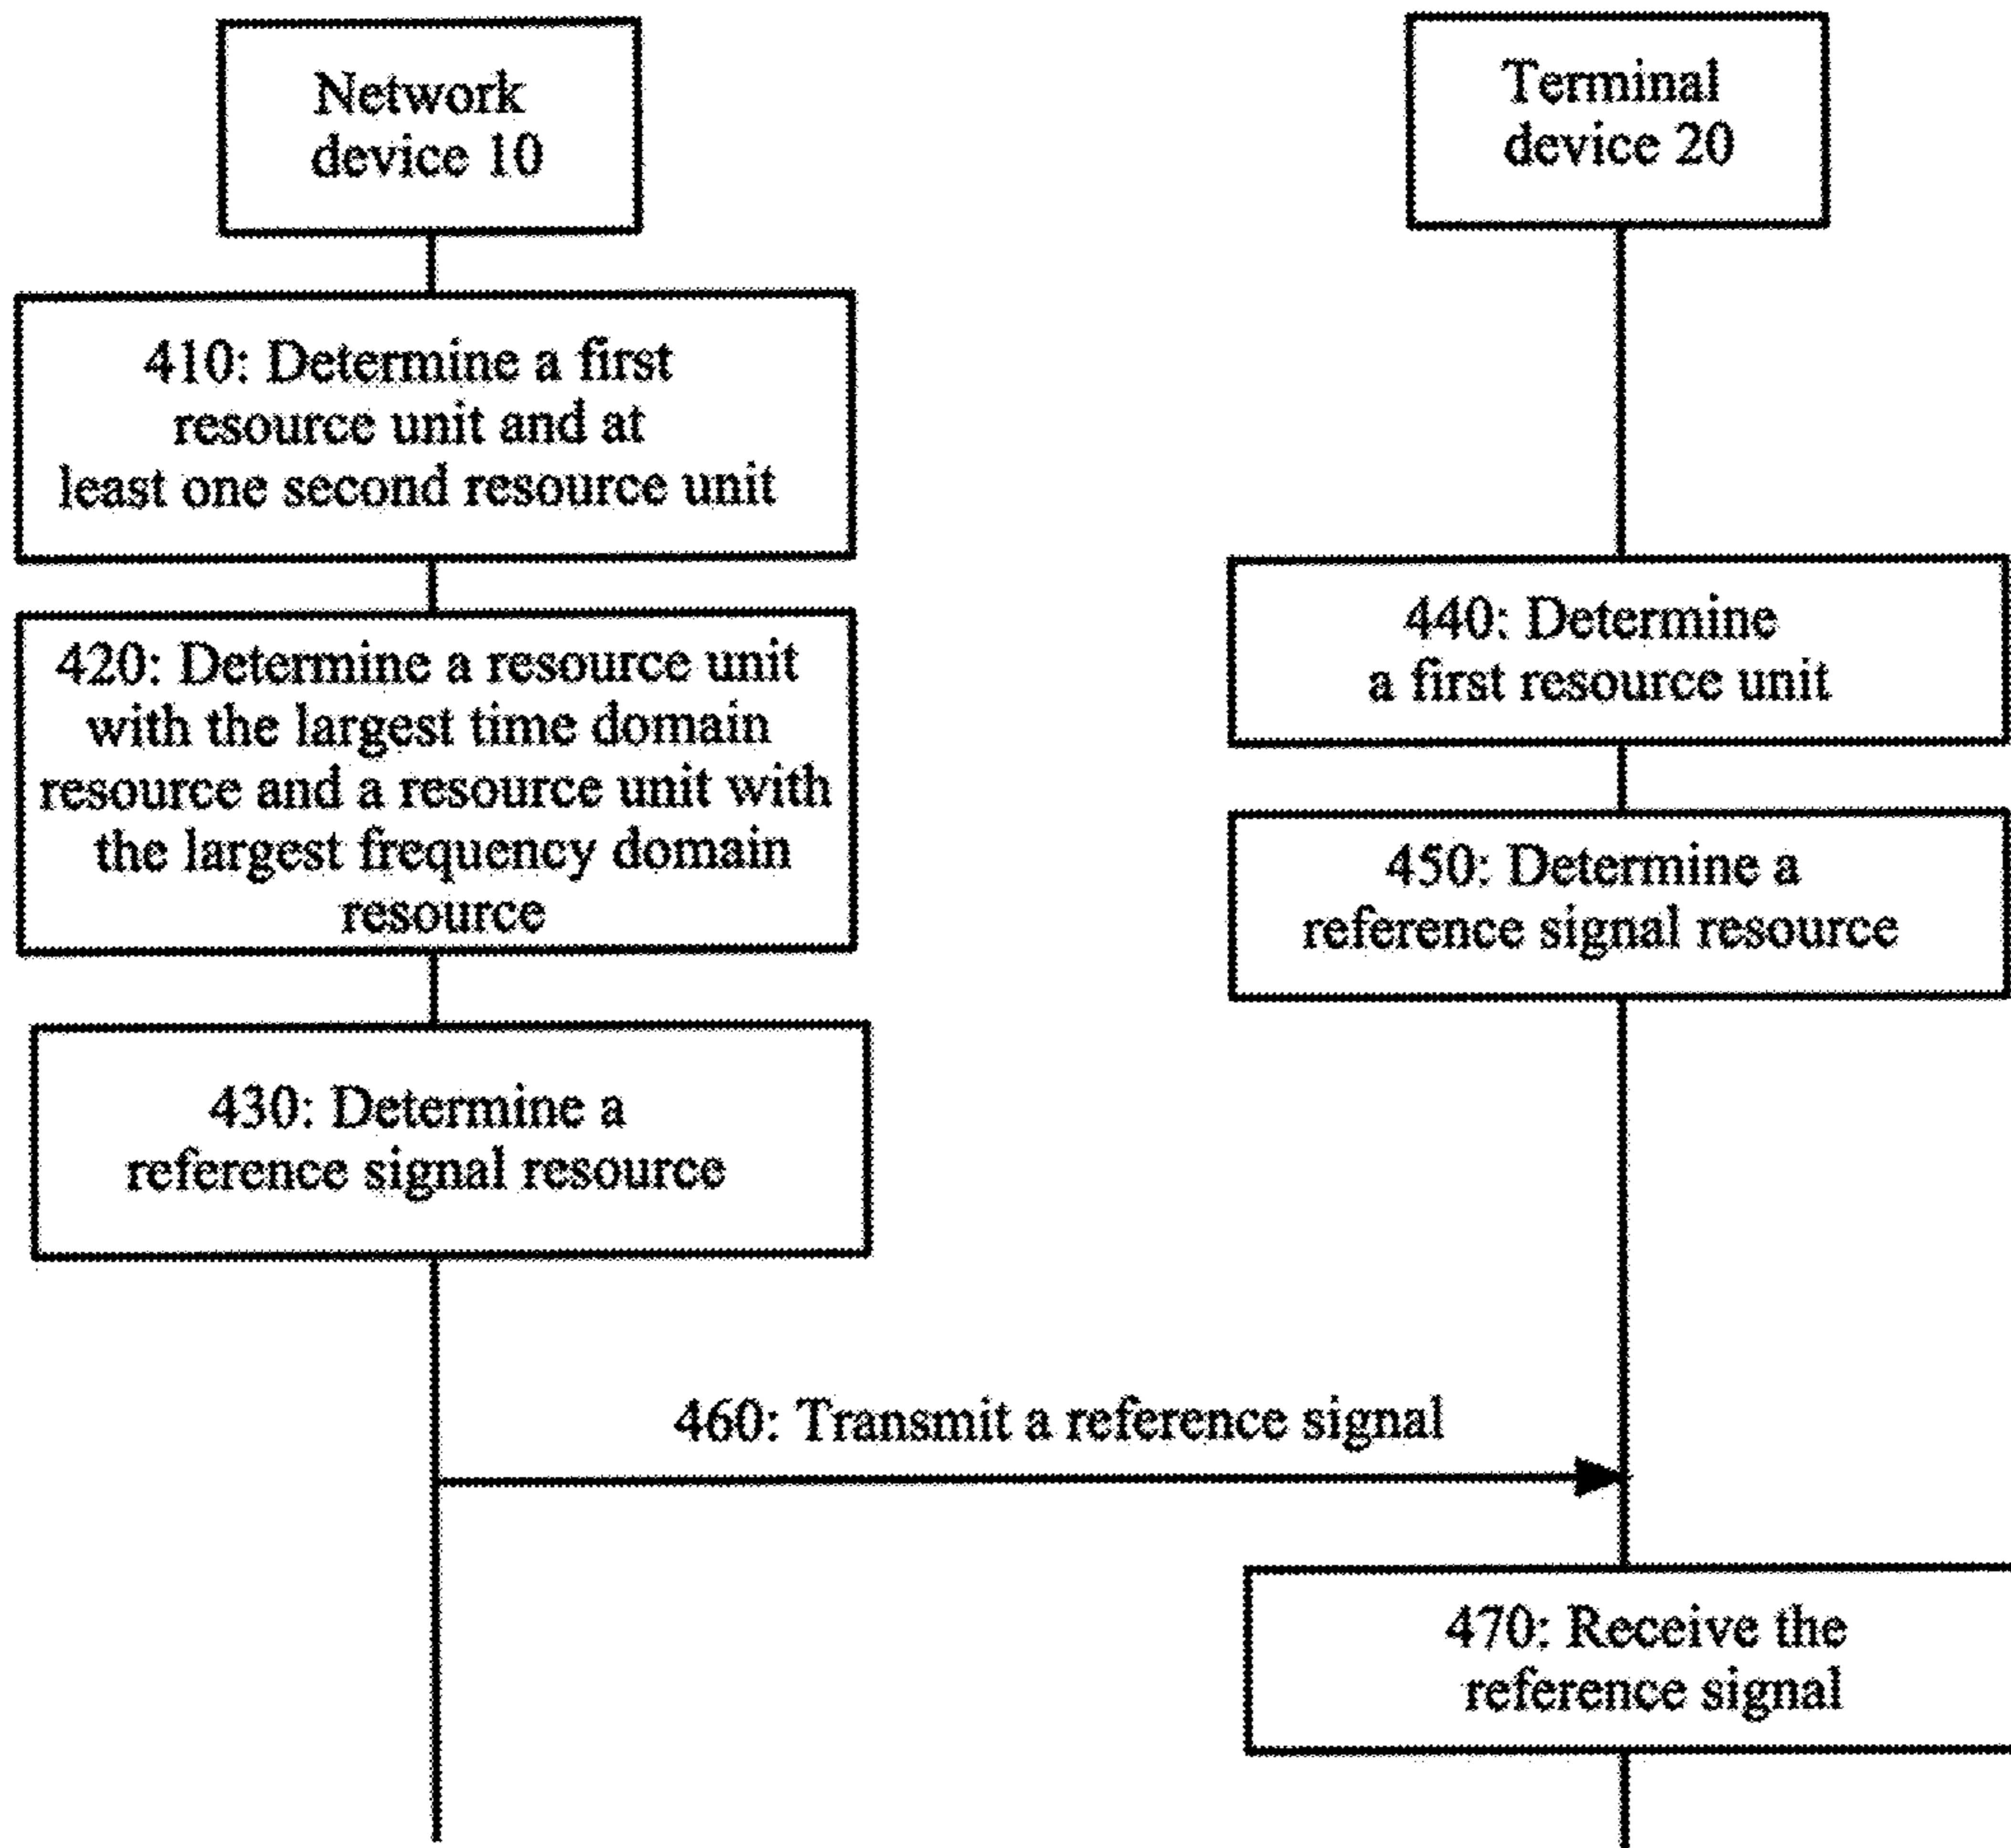 Network
device 10
Terminal
device 20
410: Determine a first
resource unit and at
least one second resource unit
420: Determine a resource unit
with the largest time domain
resource and a resource unit with
the largest frequency domain
resource
430: Determine a
reference signal resource
440: Determine
a first resource unit
450: Determine a
reference signal resource
460: Transmit a reference signal
470: Receive the
reference signal